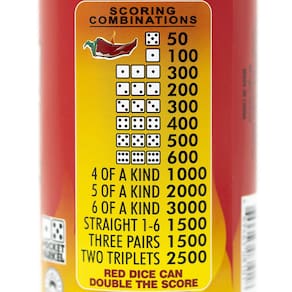 SCORING
COMBINATIONS
50
100
300
200
300
400
500
600
4 OF A KIND 1000
5 OF A KIND 2000
6 OF A KIND 3000
STRAIGHT 1-6 1500
THREE PAIRS 1500
TWO TRIPLETS 2500
RED DICE CAN
DOUBLE THE SCORE